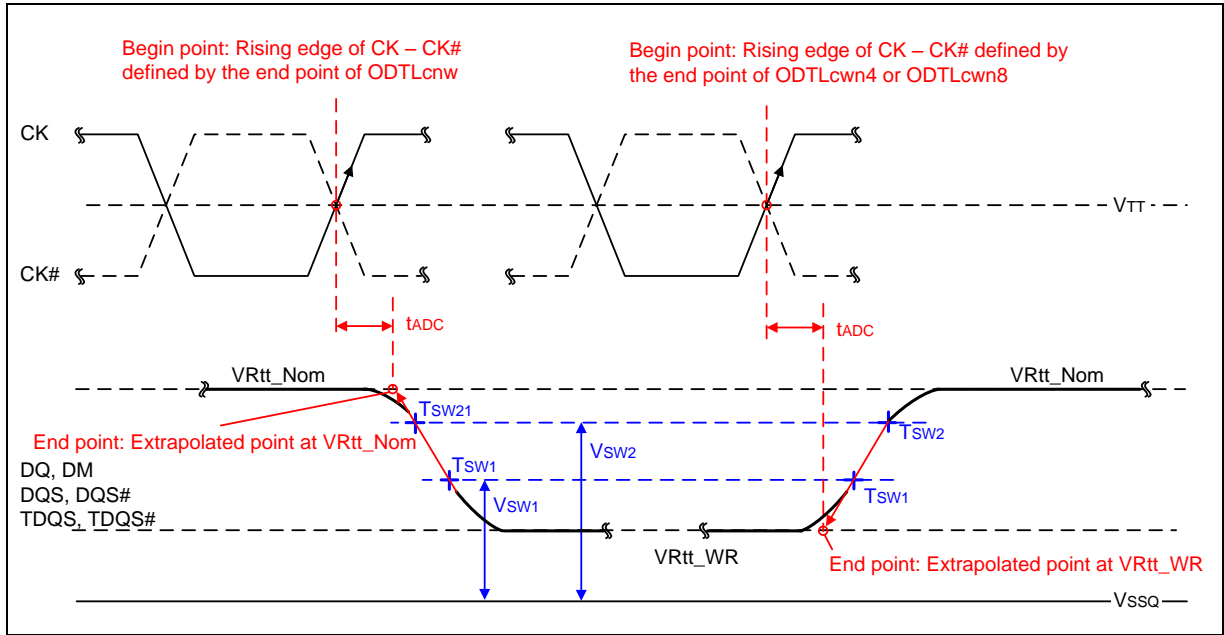 Begin point: Rising edge of CK – CK#
defined by the end point of ODTLcnw
Begin point: Rising edge of CK – CK# defined by
the end point of ODTLcwn4 or ODTLcwn8
CK
VTT
CK#
tADC
tADC
VRtt_Nom
VRtt_Nom
TSW21
End point: Extrapolated point at VRtt_Nom
VSW2
TSW2
DQ, DM
DQS, DQS#
TDQS, TDQS#
TSW1
VSW1
TSW1
VRtt_WR
End point: Extrapolated point at VRtt_WR
VSSQ